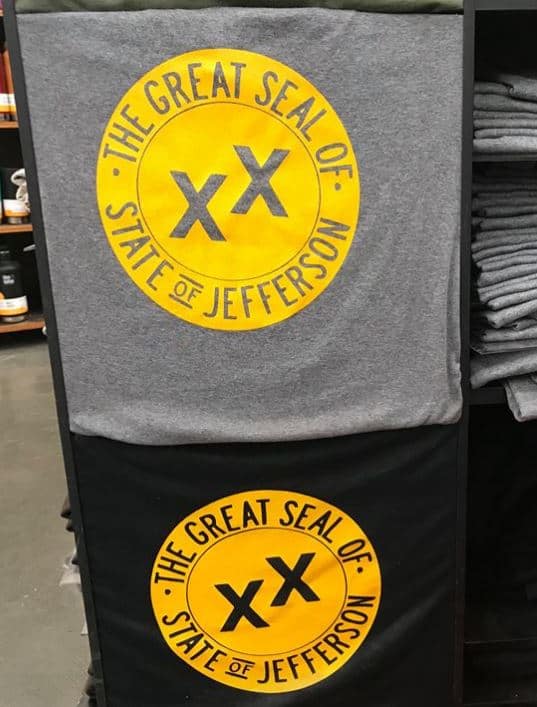 THE GREAT SEAL OF
XX
STATE OF JEFFERSON
THE GREAT SEAL OF
XX
STATE OF JEFFERSON